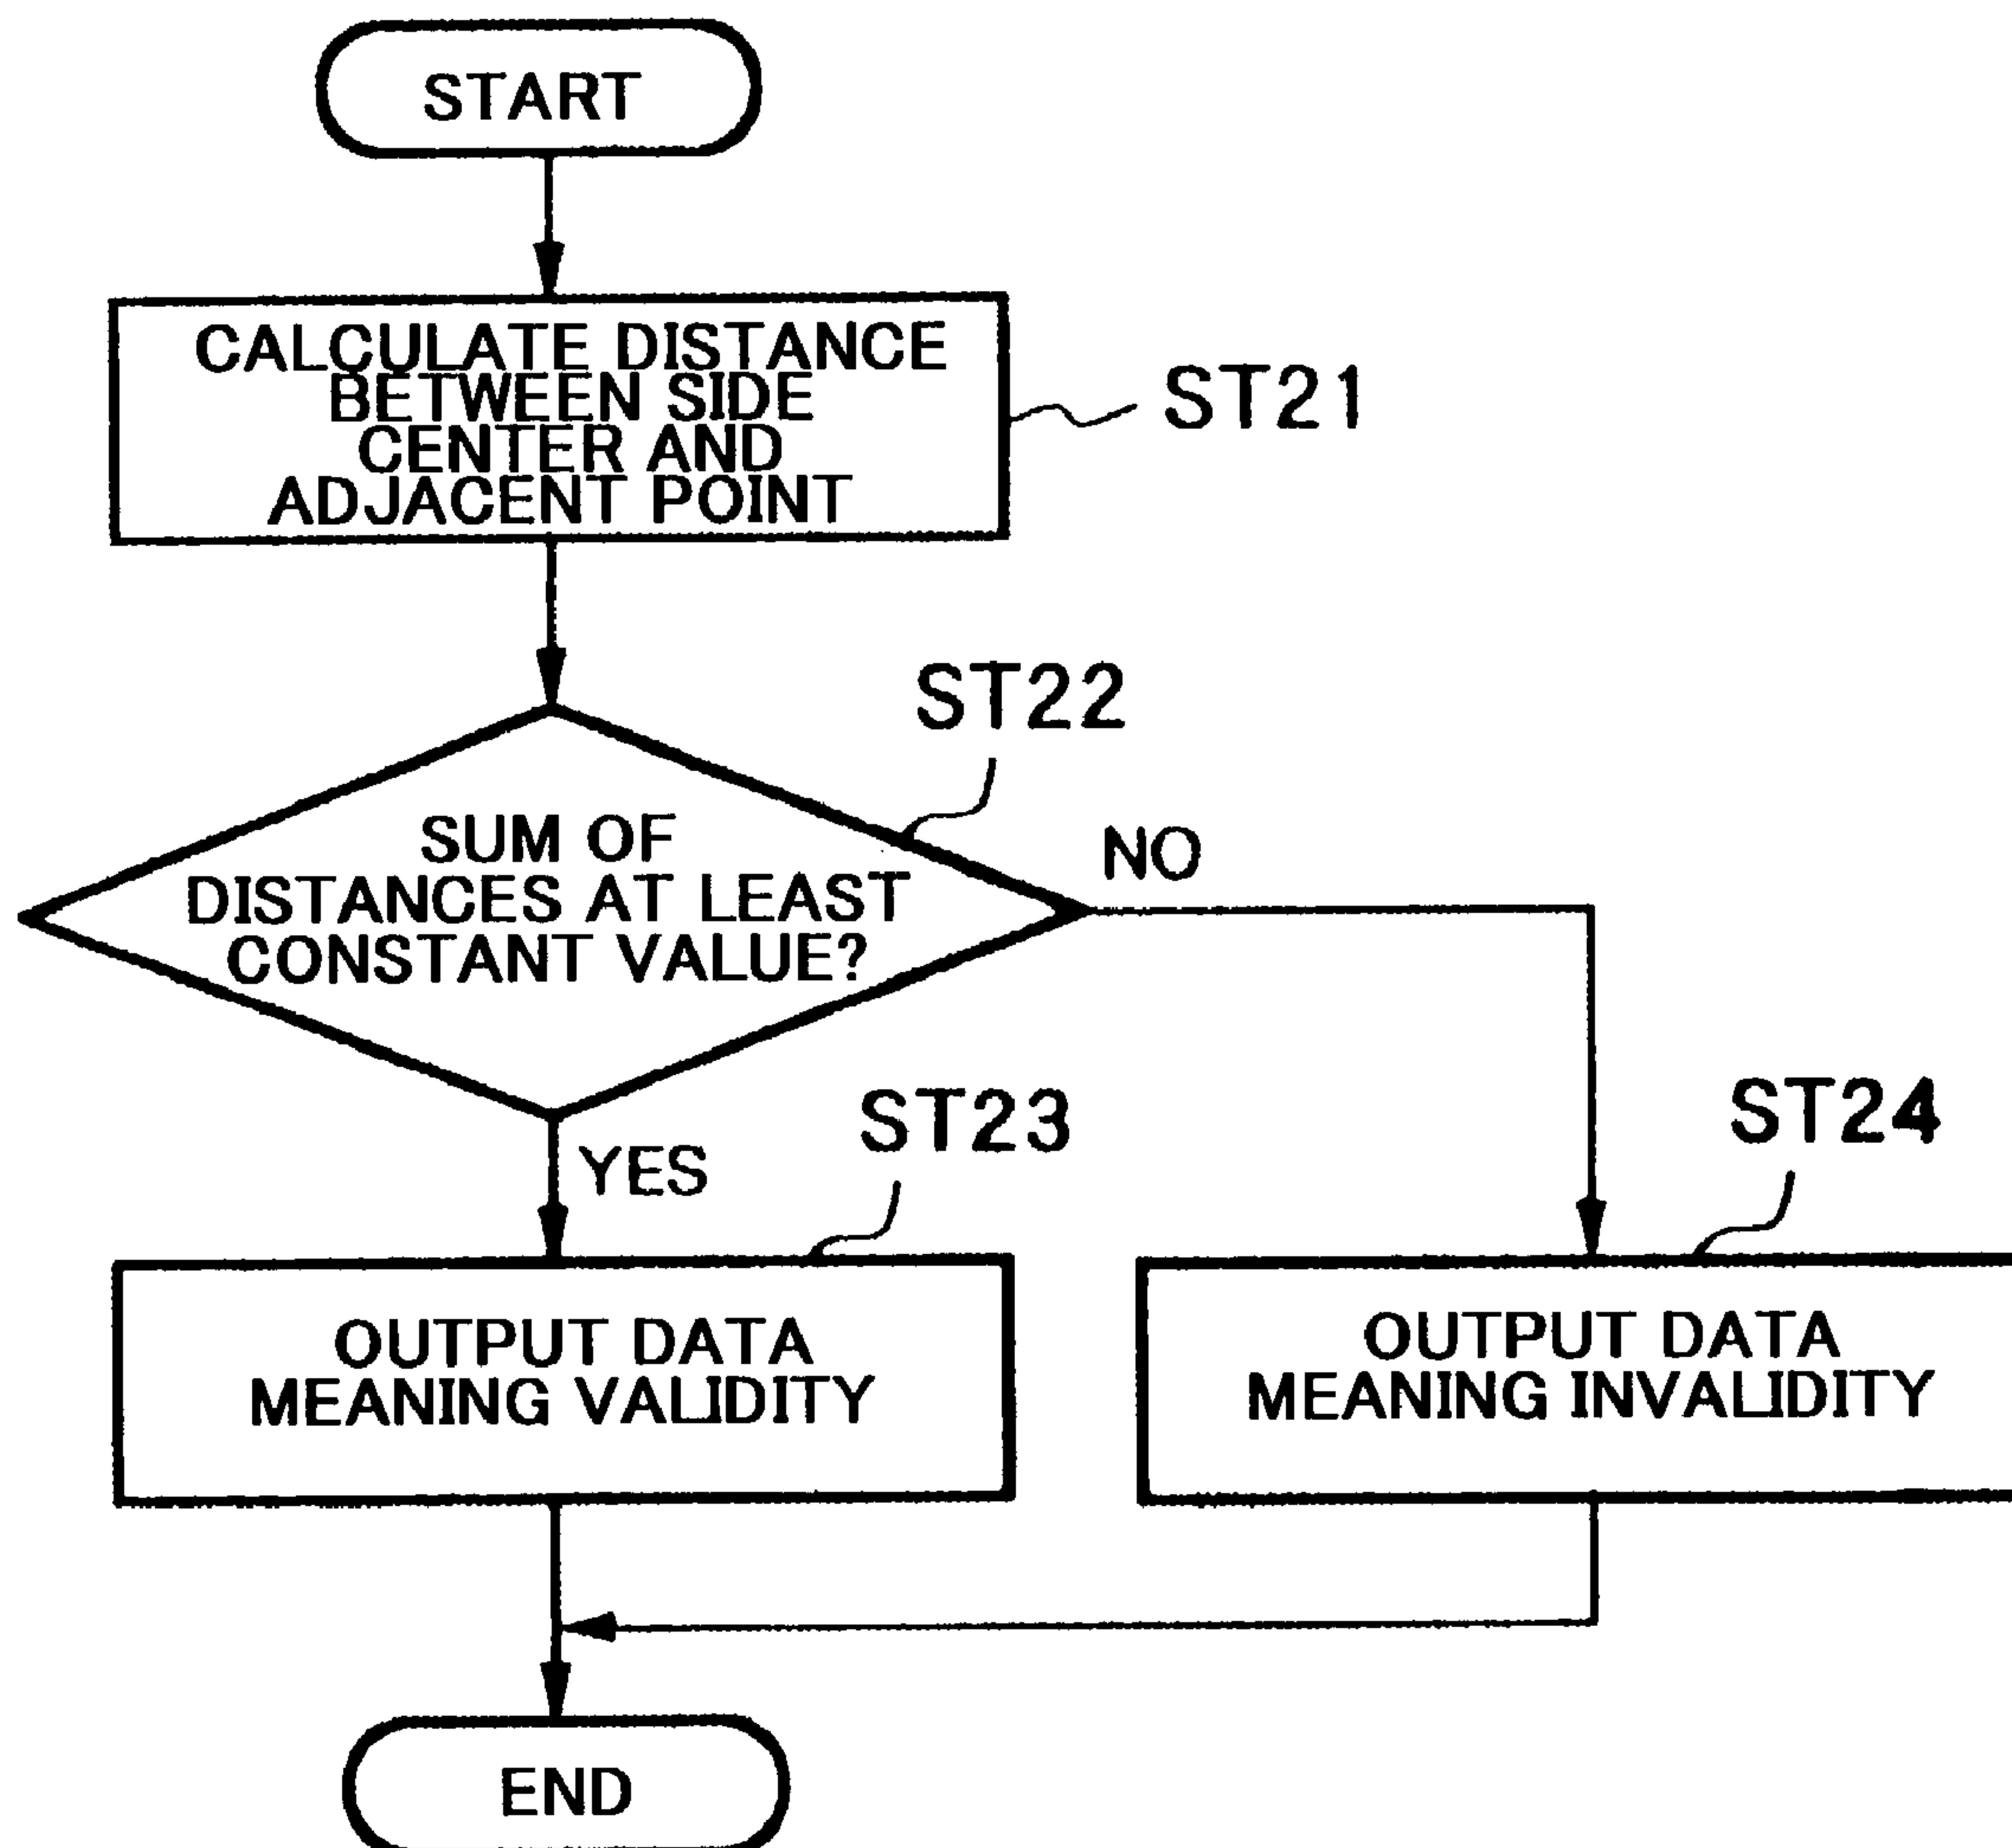 START
CALCULATE DISTANCE
BETWEEN SIDE
CENTER AND
ADJACENT POINT
ST21
ST22
SUM OF
DISTANCES AT LEAST
CONSTANT VALUE?
NO
YES
ST23
ST24
OUTPUT DATA
MEANING VALIDITY
OUTPUT DATA
MEANING INVALIDITY
END